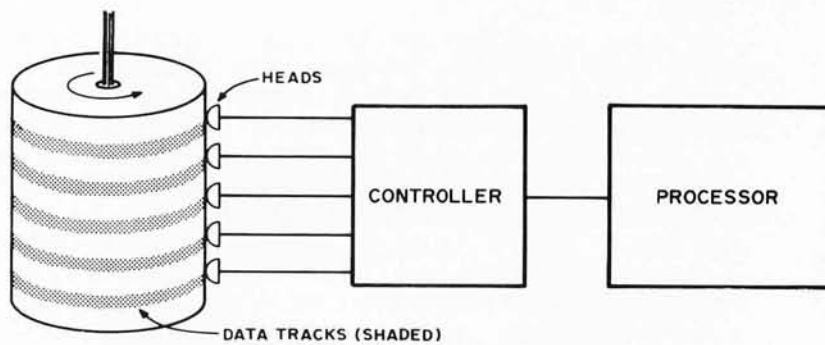 HEADS
CONTROLLER
PROCESSOR
DATA TRACKS (SHADED)